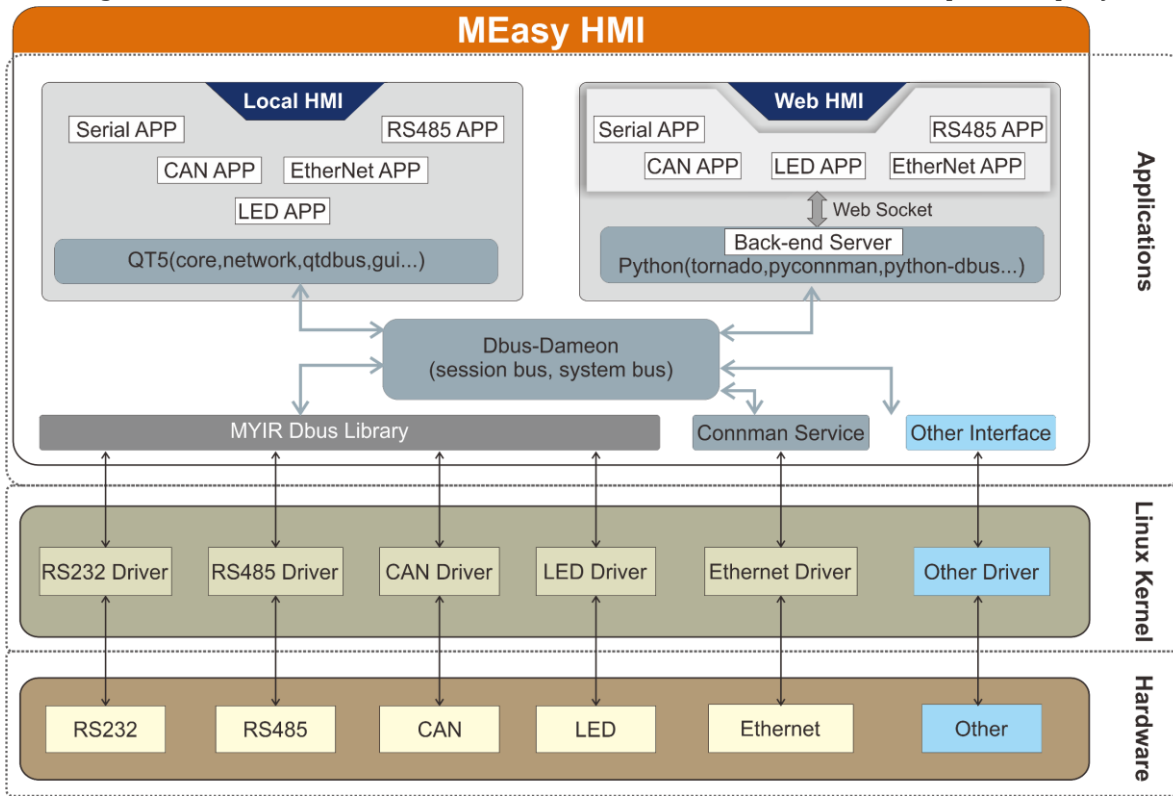 MEasy HMI
Local HMI
Serial APP
RS485 APP
CAN APP
EtherNet APP
LED APP
QT5(core,network,qtdbus,gui...)
Web HMI
Serial APP
RS485 APP
CAN APP
LED APP
EtherNet APP
Web Socket
Back-end Server
Python(tornado,pyconnman,python-dbus...)
Dbus-Dameon
(session bus, system bus)
MYIR Dbus Library
Connman Service
Other Interface
Applications
RS232 Driver
RS485 Driver
CAN Driver
LED Driver
Ethernet Driver
Other Driver
Linux Kernel
RS232
RS485
CAN
LED
Ethernet
Other
Hardware